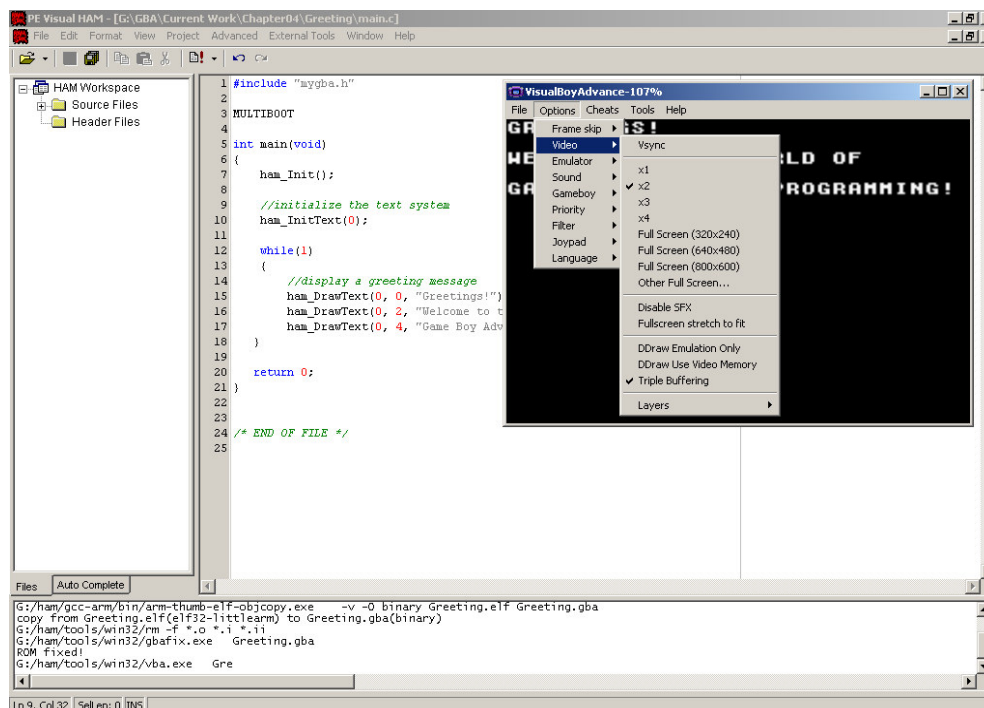 PE Visual HAM - [G:\GBA\Current Work\Chapter04\Greeting\main.c]
File Edit Format View Project Advanced External Tools Window Help
HAM Workspace
Source Files
Header Files
Files Auto Complete
1 #include "mygba.h"
2
3 MULTIBOOT
4
5 int main(void)
6 {
7 ham_Init();
8
9 //initialize the text system
10 ham_InitText(0);
11
12 while(1)
13 {
14 //display a greeting message
15 ham_DrawText(0, 0, "Greetings!")
16 ham_DrawText(0, 2, "Welcome to t
17 ham_DrawText(0, 4, "Game Boy Adv
18 }
19
20 return 0;
21 }
22
23
24 /* END OF FILE */
25
VisualBoyAdvance-107%
File Options Cheats Tools Help
GR GS!
WE LD OF
GA PROGRAMMING!
Frame skip
Video
Emulator
Sound
Gameboy
Priority
Filter
Joypad
Language
Vsync
x1
x2
x3
x4
Full Screen (320x240)
Full Screen (640x480)
Full Screen (800x600)
Other Full Screen...
Disable SFX
Fullscreen stretch to fit
DDraw Emulation Only
DDraw Use Video Memory
Triple Buffering
Layers
G:/ham/gcc-arm/bin/arm-thumb-elf-objcopy.exe -v -O binary Greeting.elf Greeting.gba
copy from Greeting.elf(elf32-littlearm) to Greeting.gba(binary)
G:/ham/tools/win32/rm -f *.o *.i *.ii
G:/ham/tools/win32/gbafix.exe Greeting.gba
ROM fixed!
G:/ham/tools/win32/vba.exe Gre
Ln 9, Col 32 SelLen: 0 INS